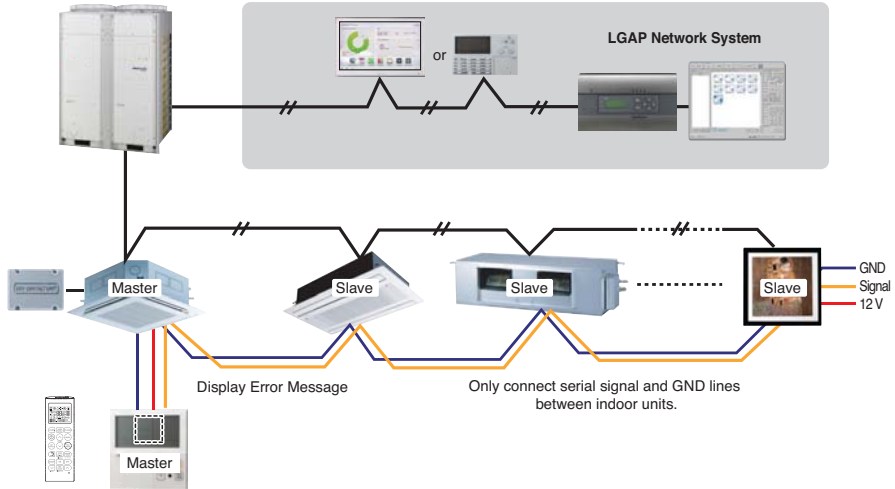 LGAP Network System
or
Master
Slave
Slave
Slave
GND
Signal
12 V
Display Error Message
Only connect serial signal and GND lines
between indoor units.
Master